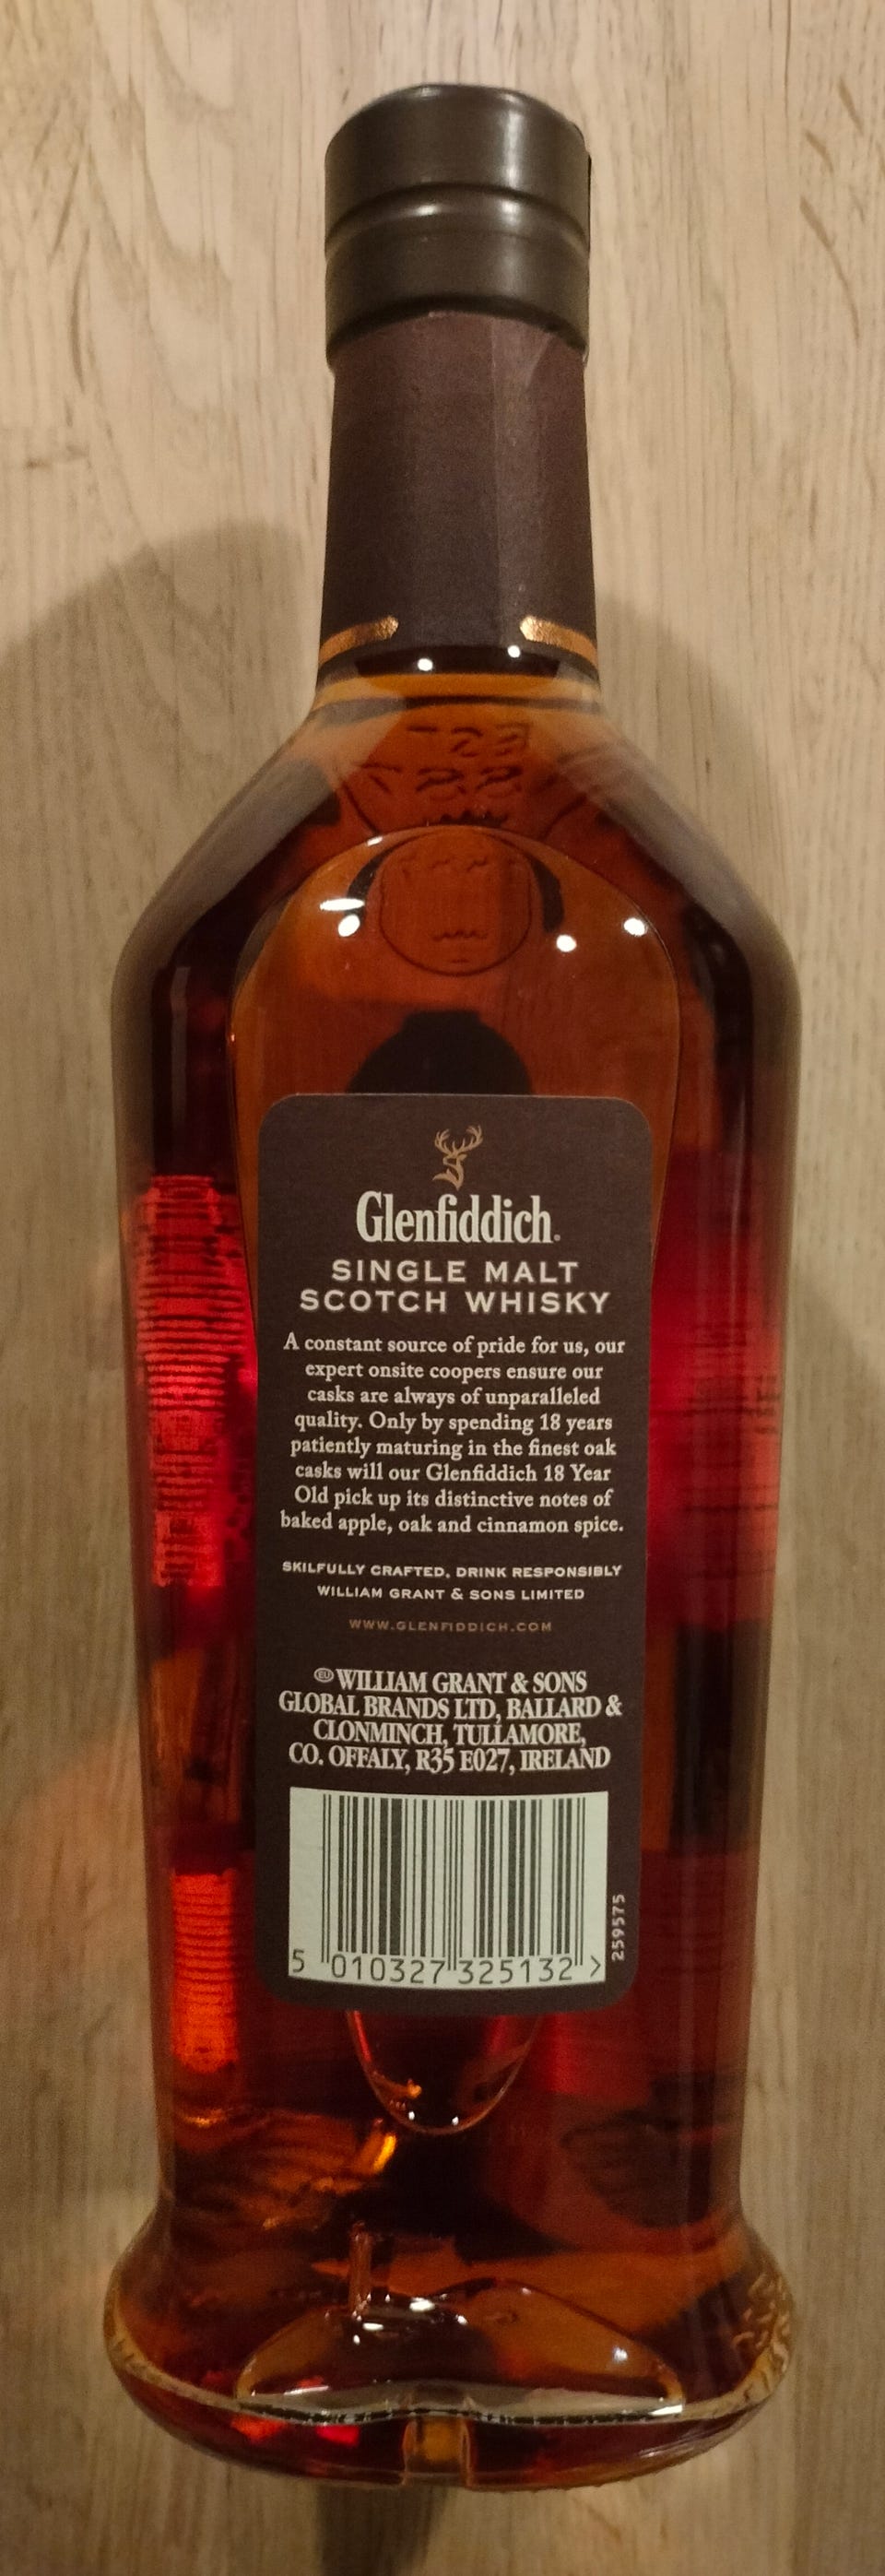 EST
Glenfiddich.
SINGLE MALT
SCOTCH WHISKY
A constant source of pride for us, our
expert onsite coopers ensure our
casks are always of unparalleled
quality. Only by spending 18 years
patiently maturing in the finest oak
casks will our Glenfiddich 18 Year
Old pick up its distinctive notes of
baked apple, oak and cinnamon spice.
SKILFULLY CRAFTED, DRINK RESPONSIBLY
WILLIAM GRANT & SONS LIMITED
WWW.GLENFIDDICH.COM
EU WILLIAM GRANT & SONS
GLOBAL BRANDS LTD, BALLARD &
CLONMINCH, TULLAMORE,
CO. OFFALY, R35 E027, IRELAND
5 010327 325132 >
259575